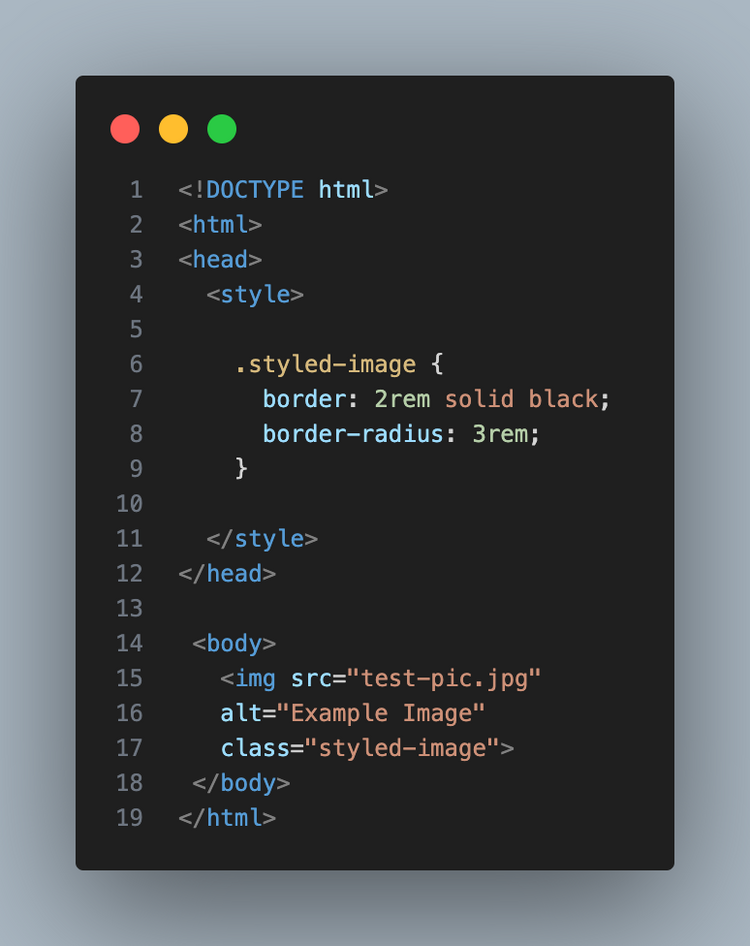 1 <!DOCTYPE html>
2 <html>
3 <head>
4   <style>
5
6     .styled-image {
7       border: 2rem solid black;
8       border-radius: 3rem;
9     }
10
11   </style>
12 </head>
13
14  <body>
15    <img src="test-pic.jpg"
16    alt="Example Image"
17    class="styled-image">
18  </body>
19 </html>